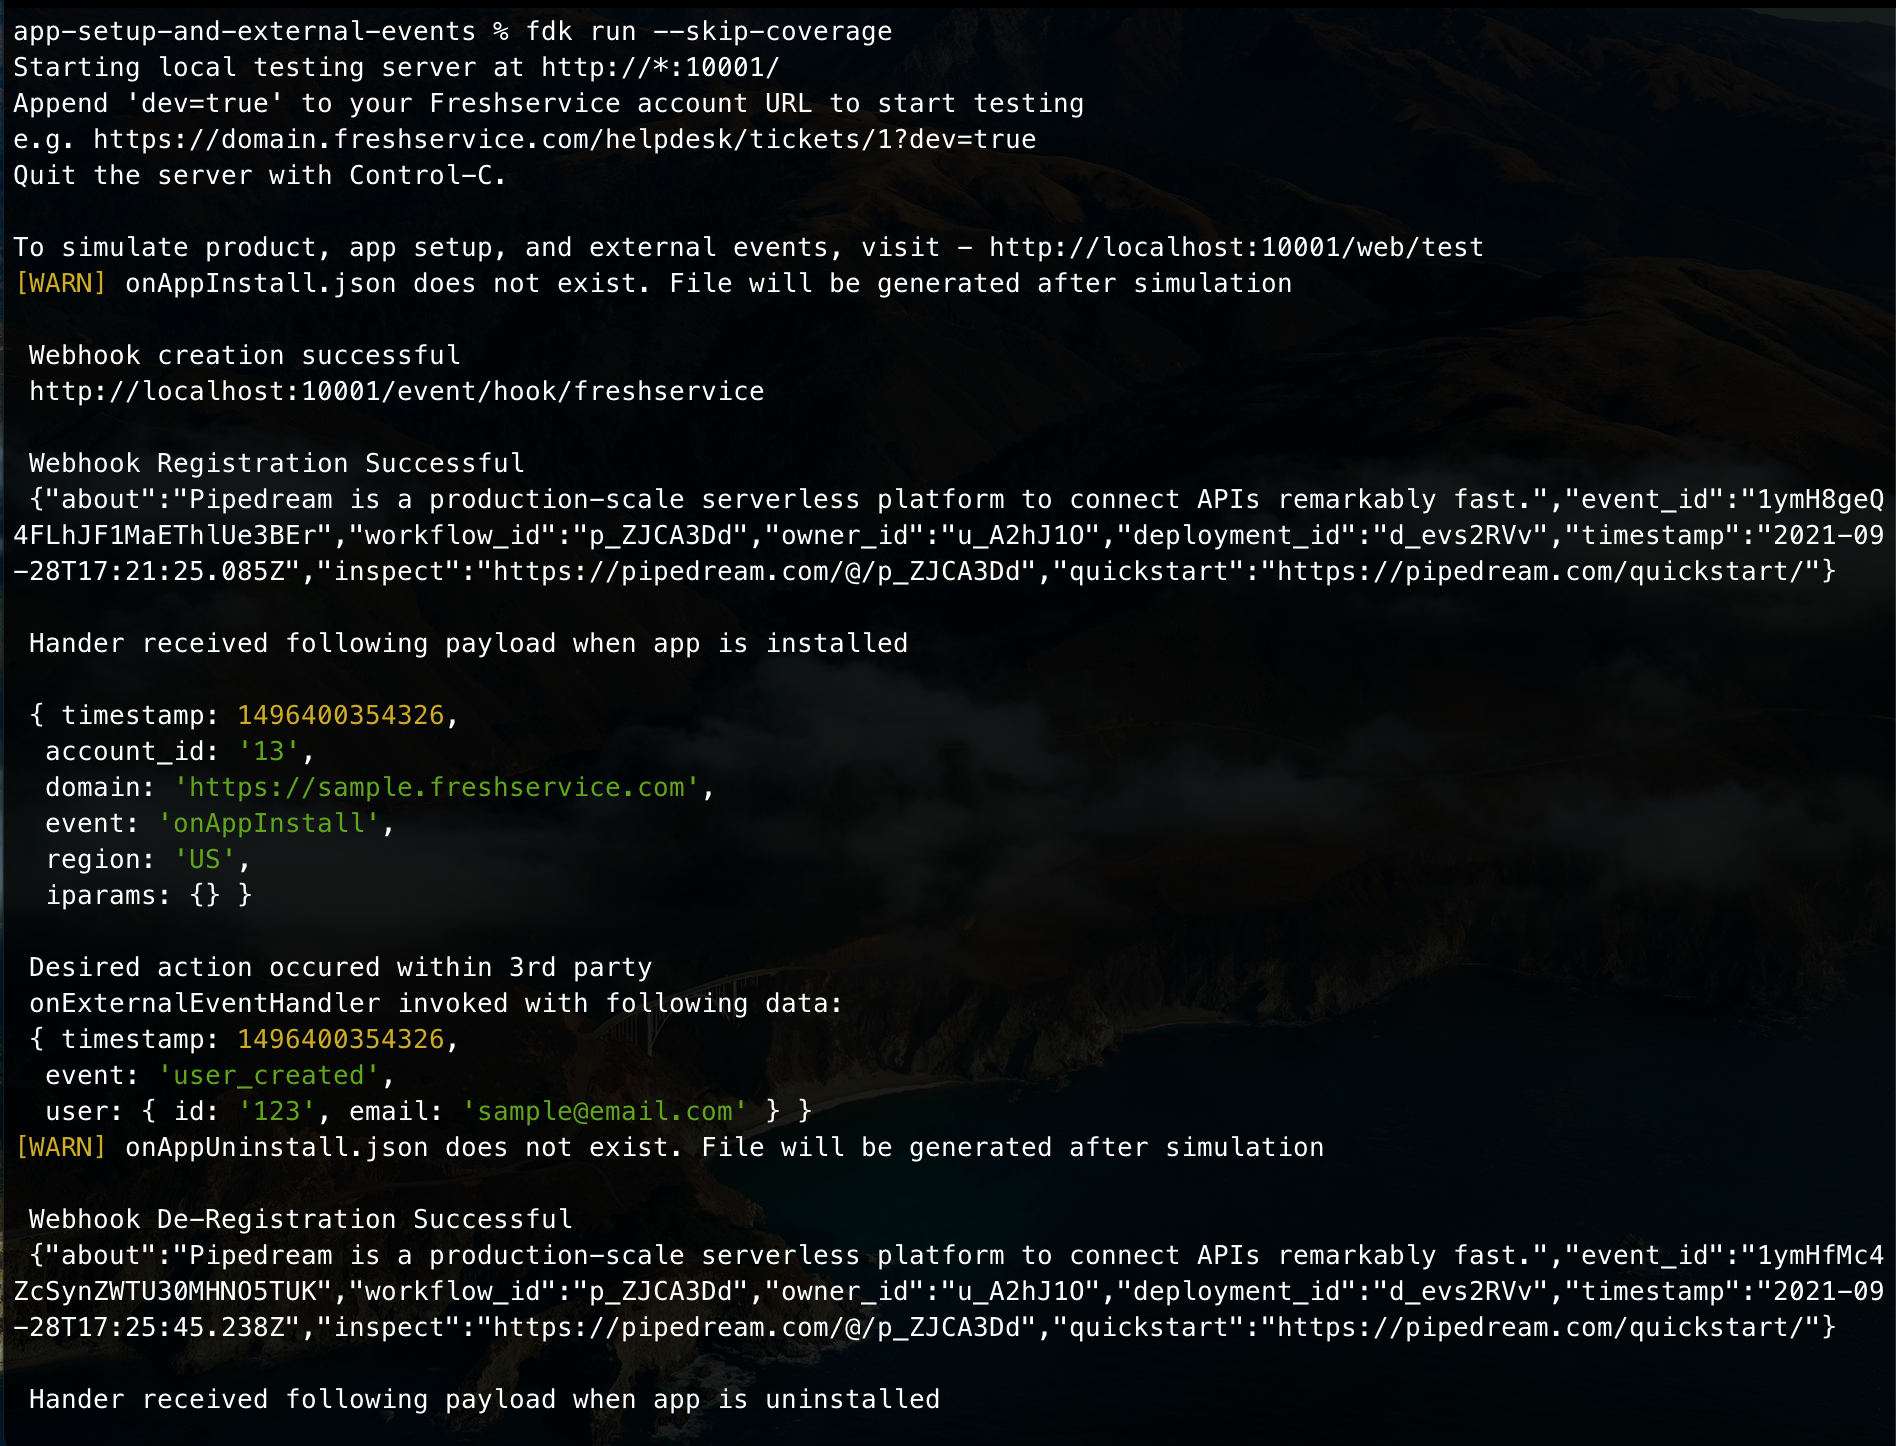 app-setup-and-external-events % fdk run --skip-coverage
Starting local testing server at http://*:10001/
Append 'dev=true' to your Freshservice account URL to start testing
e.g. https://domain.freshservice.com/helpdesk/tickets/1?dev=true
Quit the server with Control-C.
To simulate product, app setup, and external events, visit - http://localhost:10001/web/test
[WARN] onAppInstall.json does not exist. File will be generated after simulation
Webhook creation successful
http://localhost:10001/event/hook/freshservice
Webhook Registration Successful
{"about":"Pipedream is a production-scale serverless platform to connect APIs remarkably fast.","event_id":"1ymH8geQ
4FLhJF1MaEThlUe3BEr","workflow_id":"p_ZJCA3Dd","owner_id":"u_A2hJ1O","deployment_id":"d_evs2RVv","timestamp":"2021-09
-28T17:21:25.085Z","inspect":"https://pipedream.com/@/p_ZJCA3Dd","quickstart":"https://pipedream.com/quickstart/"}
Hander received following payload when app is installed
{ timestamp: 1496400354326,
account_id: '13',
domain: 'https://sample.freshservice.com',
event: 'onAppInstall',
region: 'US',
iparams: {} }
Desired action occured within 3rd party
onExternalEventHandler invoked with following data:
{ timestamp: 1496400354326,
event: 'user_created',
user: { id: '123', email: 'sample@email.com' } }
[WARN] onAppUninstall.json does not exist. File will be generated after simulation
Webhook De-Registration Successful
{"about":"Pipedream is a production-scale serverless platform to connect APIs remarkably fast.","event_id":"1ymHfMc4
ZcSynZWTU30MHNO5TUK","workflow_id":"p_ZJCA3Dd","owner_id":"u_A2hJ1O","deployment_id":"d_evs2RVv","timestamp":"2021-09
-28T17:25:45.238Z","inspect":"https://pipedream.com/@/p_ZJCA3Dd","quickstart":"https://pipedream.com/quickstart/"}
Hander received following payload when app is uninstalled